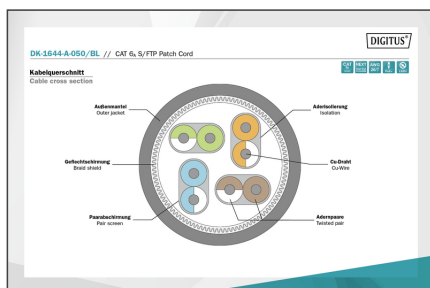 DIGITUS®
DK-1644-A-050/BL // CAT 6A S/FTP Patch Cord
Kabelquerschnitt
Cable cross section
Außenmantel
Outer jacket
Aderisolierung
Isolation
Geflechtschirmung
Braid shield
Cu-Draht
Cu-Wire
Paarabschirmung
Pair screen
Adernpaare
Twisted pair